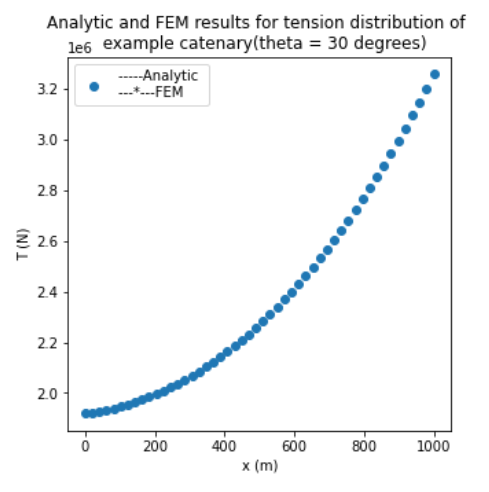 Analytic and FEM results for tension distribution of
example catenary(theta = 30 degrees)
1e6
-----Analytic
---*---FEM
3.2
3.0
2.8
2.6
2.4
2.2
2.0
T (N)
0 200 400 600 800 1000
x (m)